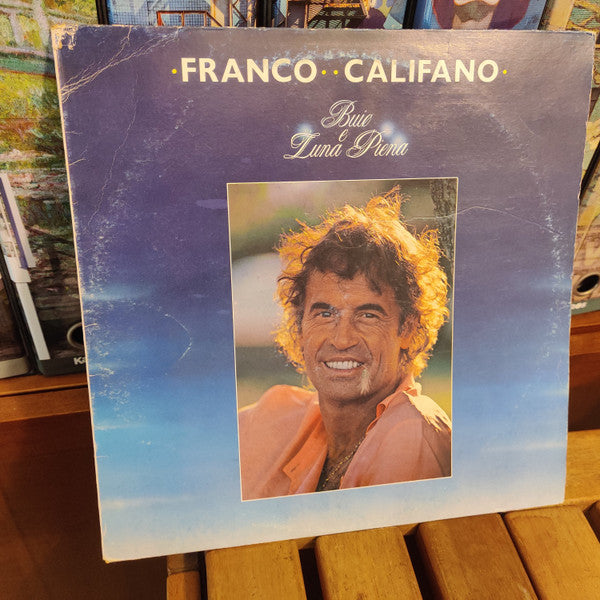 ·FRANCO··CALIFANO·
Buio
e
Luna Piena